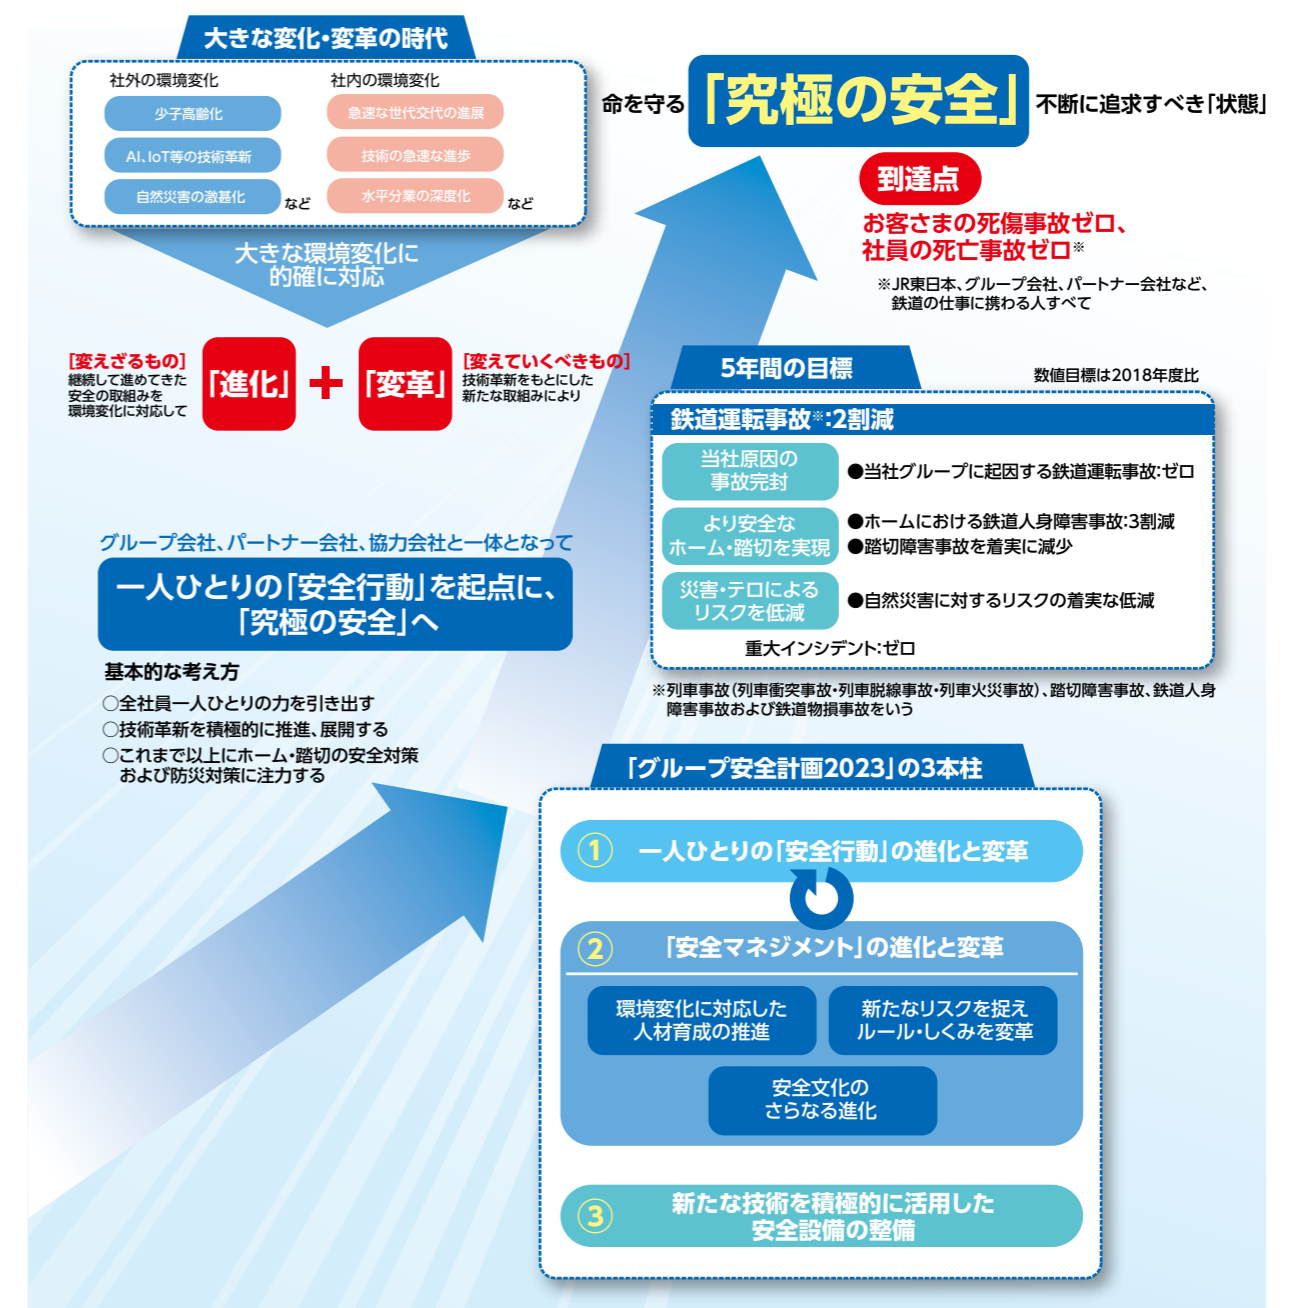 大きな変化・変革の時代
社外の環境変化
少子高齢化
AI、IoT等の技術革新
自然災害の激甚化
など
社内の環境変化
急速な世代交代の進展
技術の急速な進歩
水平分業の深度化
など
大きな環境変化に
的確に対応
[変えざるもの]
継続して進めてきた
安全の取組みを
環境変化に対応して
「進化」
+
「変革」
[変えていくべきもの]
技術革新をもとにした
新たな取組みにより
命を守る「究極の安全」不断に追求すべき「状態」
到達点
お客さまの死傷事故ゼロ、
社員の死亡事故ゼロ※
※JR東日本、グループ会社、パートナー会社など、
鉄道の仕事に携わる人すべて
5年間の目標
数値目標は2018年度比
鉄道運転事故※:2割減
当社原因の
事故完封
●当社グループに起因する鉄道運転事故:ゼロ
より安全な
ホーム・踏切を実現
●ホームにおける鉄道人身障害事故:3割減
●踏切障害事故を着実に減少
災害・テロによる
リスクを低減
●自然災害に対するリスクの着実な低減
重大インシデント:ゼロ
※列車事故(列車衝突事故・列車脱線事故・列車火災事故)、踏切障害事故、鉄道人身
障害事故および鉄道物損事故をいう
グループ会社、パートナー会社、協力会社と一体となって
一人ひとりの「安全行動」を起点に、
「究極の安全」へ
基本的な考え方
○全社員一人ひとりの力を引き出す
○技術革新を積極的に推進、展開する
○これまで以上にホーム・踏切の安全対策
および防災対策に注力する
「グループ安全計画2023」の3本柱
① 一人ひとりの「安全行動」の進化と変革
② 「安全マネジメント」の進化と変革
環境変化に対応した
人材育成の推進
新たなリスクを捉え
ルール・しくみを変革
安全文化の
さらなる進化
③ 新たな技術を積極的に活用した
安全設備の整備